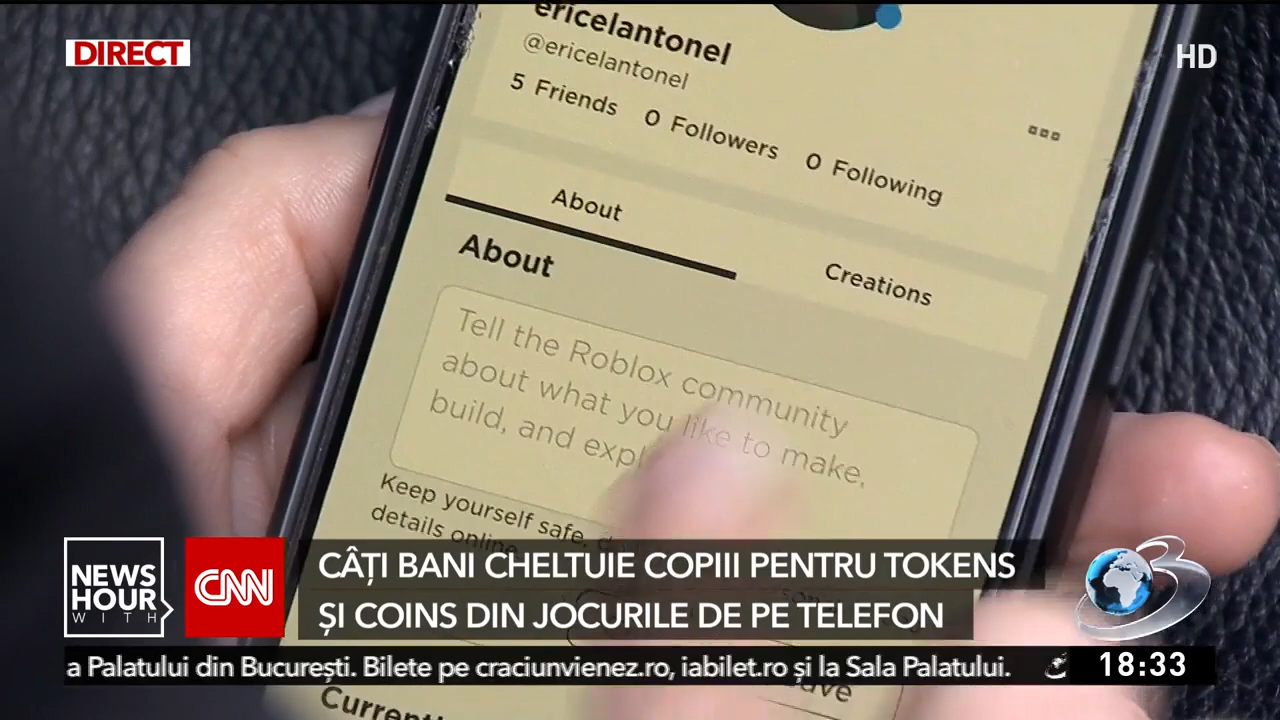 DIRECT
HD
ericelantonel
@ericelantonel
5 Friends 0 Followers 0 Following
About
Creations
About
Tell the Roblox community
about what you like to make,
build, and
Keep yourself safe,
details online
NEWS
HOUR
WITH
CNN
3
CÂȚI BANI CHELTUIE COPIII PENTRU TOKENS
ȘI COINS DIN JOCURILE DE PE TELEFON
a Palatului din București. Bilete pe craciunvienez.ro, iabilet.ro și la Sala Palatului.
18:33